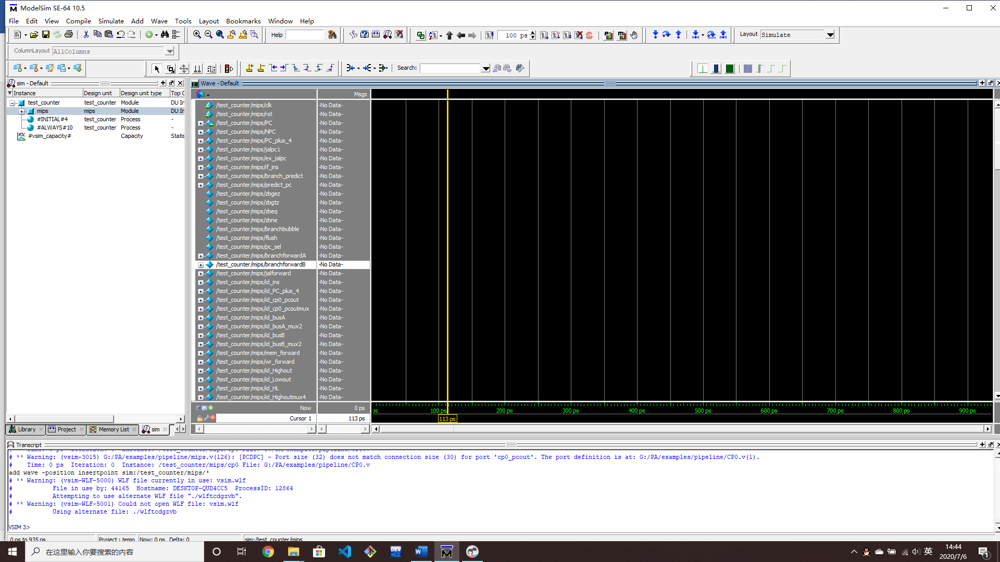 ModelSim SE-64 10.5
File Edit View Compile Simulate Add Wave Tools Layout Bookmarks Window Help
Help
100 ps
Layout Simulate
ColumnLayout AllColumns
Search:
sim - Default
Instance Design unit Design unit type Top C
test_counter test_counter Module DU In
mips mips Module DU In
#INITIAL#4 test_counter Process -
#ALWAYS#10 test_counter Process -
#vsim_capacity# Capacity Statis
Library Project Memory List sim
Wave - Default
Msgs
/test_counter/mips/clk -No Data-
/test_counter/mips/rst -No Data-
/test_counter/mips/PC -No Data-
/test_counter/mips/NPC -No Data-
/test_counter/mips/PC_plus_4 -No Data-
/test_counter/mips/jalpc1 -No Data-
/test_counter/mips/ex_jalpc -No Data-
/test_counter/mips/if_ins -No Data-
/test_counter/mips/branch_predict -No Data-
/test_counter/mips/predict_pc -No Data-
/test_counter/mips/zbgez -No Data-
/test_counter/mips/zbgtz -No Data-
/test_counter/mips/zbeq -No Data-
/test_counter/mips/zbne -No Data-
/test_counter/mips/branchbubble -No Data-
/test_counter/mips/flush -No Data-
/test_counter/mips/pc_sel -No Data-
/test_counter/mips/branchforwardA -No Data-
/test_counter/mips/branchforwardB -No Data-
/test_counter/mips/jalforward -No Data-
/test_counter/mips/id_ins -No Data-
/test_counter/mips/id_PC_plus_4 -No Data-
/test_counter/mips/id_cp0_pcout -No Data-
/test_counter/mips/id_cp0_pcoutmux -No Data-
/test_counter/mips/id_busA -No Data-
/test_counter/mips/id_busA_mux2 -No Data-
/test_counter/mips/id_busB -No Data-
/test_counter/mips/id_busB_mux2 -No Data-
/test_counter/mips/mem_forward -No Data-
/test_counter/mips/wr_forward -No Data-
/test_counter/mips/id_Highout -No Data-
/test_counter/mips/id_Lowout -No Data-
/test_counter/mips/id_HL -No Data-
/test_counter/mips/id_Highoutmux4 -No Data-
Now 0 ps
ps 100 ps 200 ps 300 ps 400 ps 500 ps 600 ps 700 ps 800 ps 900 ps
Cursor 1 113 ps 113 ps
Transcript
# ** Warning: (vsim-3015) G:/PA/examples/pipeline/mips.v(126): [PCDPC] - Port size (32) does not match connection size (30) for port 'cp0_pcout'. The port definition is at: G:/PA/examples/pipeline/CP0.v(1).
# Time: 0 ps Iteration: 0 Instance: /test_counter/mips/cp0 File: G:/PA/examples/pipeline/CP0.v
add wave -position insertpoint sim:/test_counter/mips/*
# ** Warning: (vsim-WLF-5000) WLF file currently in use: vsim.wlf
# File in use by: 44165 Hostname: DESKTOP-QUD4CC5 ProcessID: 12864
# Attempting to use alternate WLF file "./wlftcdgzvb".
# ** Warning: (vsim-WLF-5001) Could not open WLF file: vsim.wlf
# Using alternate file: ./wlftcdgzvb
VSIM 3>
0 ps to 935 ps Project : temp Now: 0 ps Delta: 0 sim:/test_counter/mips
在这里输入你要搜索的内容
英
14:44
2020/7/6
1